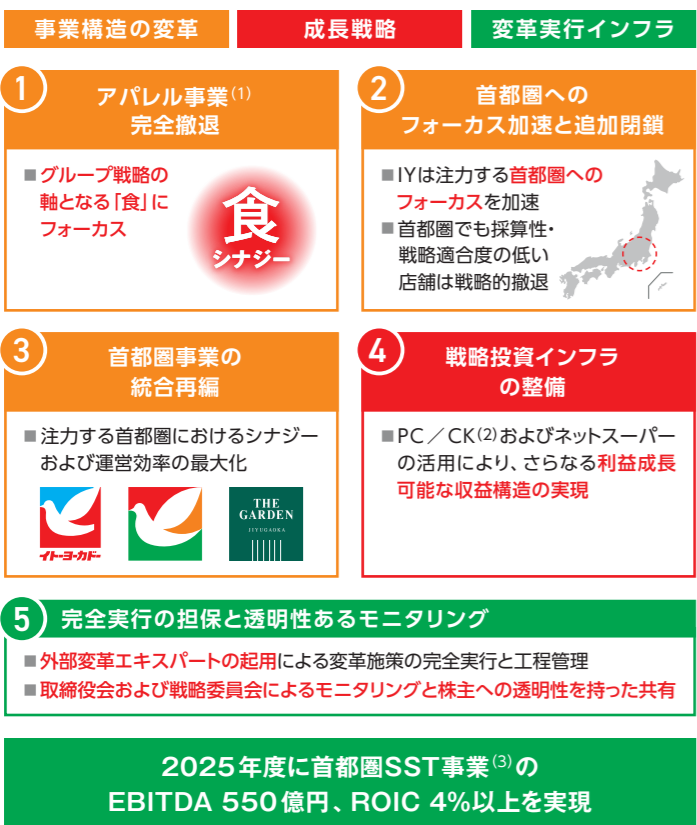 事業構造の変革
成長戦略
変革実行インフラ
1
アパレル事業(1)
完全撤退
■グループ戦略の
軸となる「食」に
フォーカス
食
シナジー
2
首都圏への
フォーカス加速と追加閉鎖
■IYは注力する首都圏への
フォーカスを加速
■首都圏でも採算性・
戦略適合度の低い
店舗は戦略的撤退
3
首都圏事業の
統合再編
■注力する首都圏におけるシナジー
および運営効率の最大化
イトーヨーカドー
THE
GARDEN
JIYUGAOKA
4
戦略投資インフラ
の整備
■PC／CK(2)およびネットスーパー
の活用により、さらなる利益成長
可能な収益構造の実現
5
完全実行の担保と透明性あるモニタリング
■外部変革エキスパートの起用による変革施策の完全実行と工程管理
■取締役会および戦略委員会によるモニタリングと株主への透明性を持った共有
2025年度に首都圏SST事業(3)の
EBITDA 550億円、ROIC 4%以上を実現